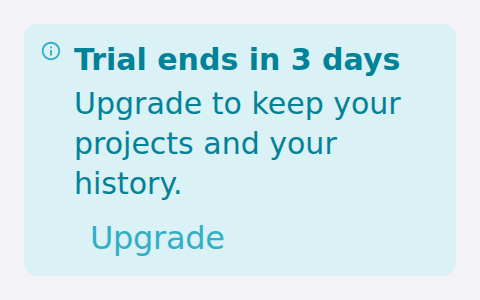 Trial ends in 3 days
Upgrade to keep your
projects and your
history.
Upgrade